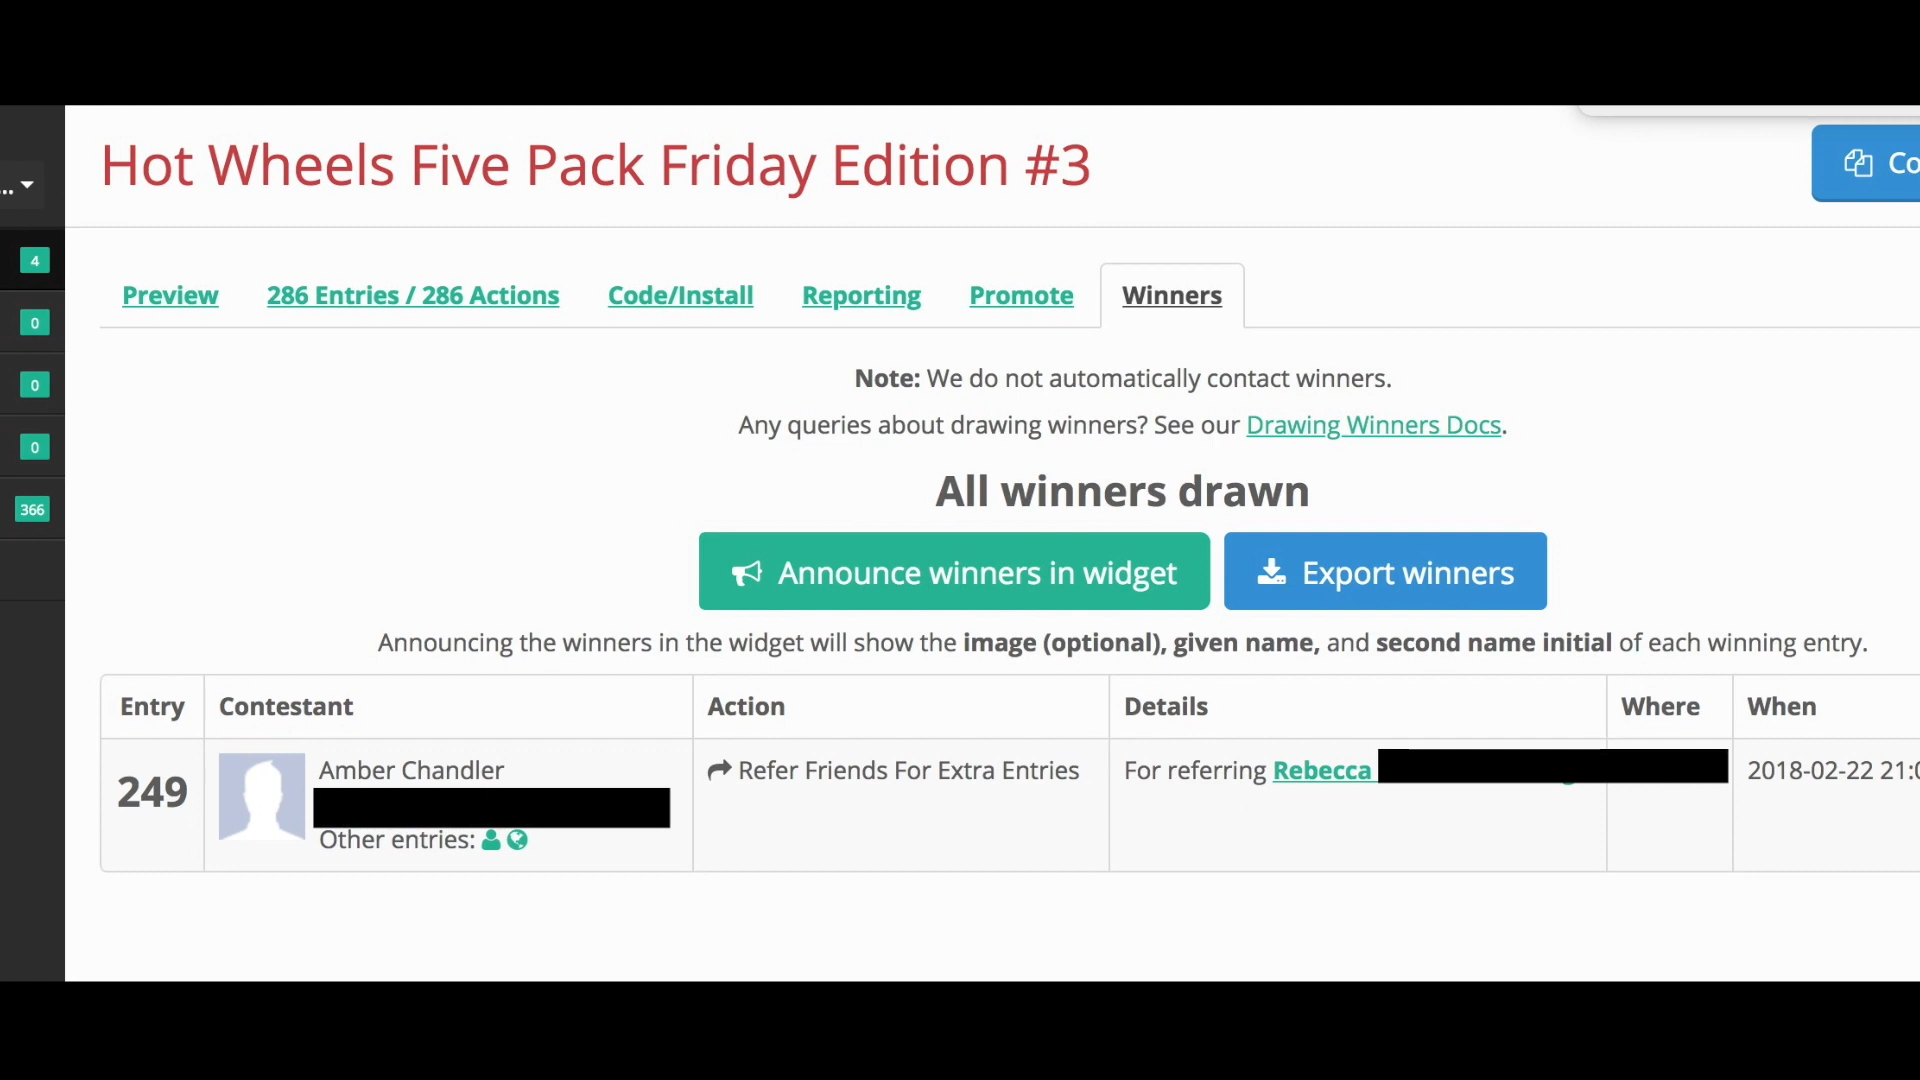 Hot Wheels Five Pack Friday Edition #3
Co
...
4
0
0
0
366
Preview 286 Entries / 286 Actions Code/Install Reporting Promote Winners
Note: We do not automatically contact winners.
Any queries about drawing winners? See our Drawing Winners Docs.
All winners drawn
Announce winners in widget Export winners
Announcing the winners in the widget will show the image (optional), given name, and second name initial of each winning entry.
Entry Contestant Action Details Where When
249 Amber Chandler Refer Friends For Extra Entries For referring Rebecca 2018-02-22 21:0
Other entries: